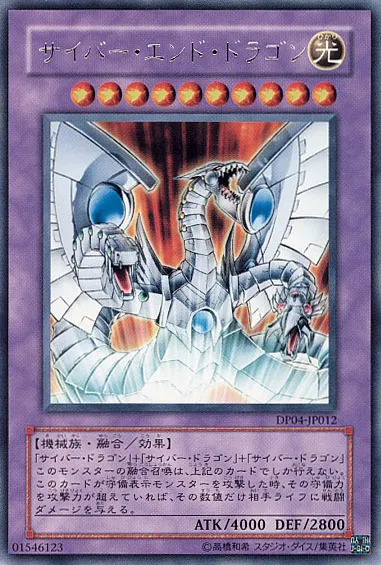 サイバー・エンド・ドラゴン
光
DP04-JP012
【機械族・融合／効果】
「サイバー・ドラゴン」＋「サイバー・ドラゴン」＋「サイバー・ドラゴン」
このモンスターの融合召喚は、上記のカードでしか行えない。
このカードが守備表示モンスターを攻撃した時、その守備力
を攻撃力が超えていれば、その数値だけ相手ライフに戦闘
ダメージを与える。
ATK/4000 DEF/2800
01546123
©高橋和希 スタジオ・ダイス/集英社